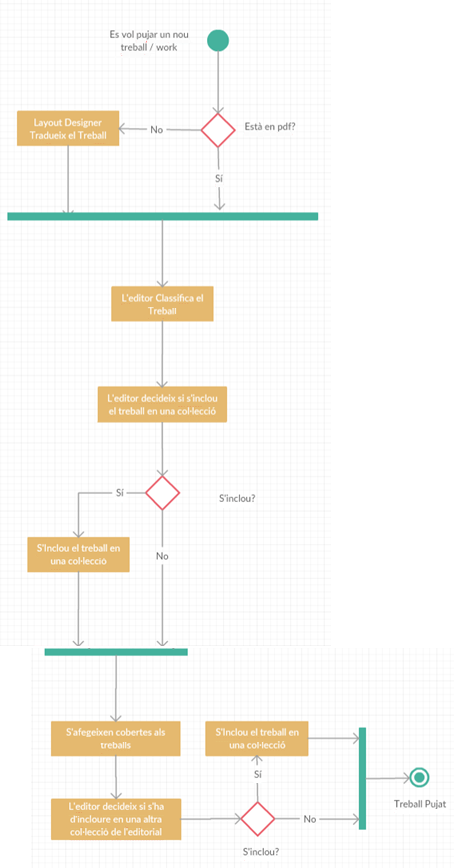 Es vol pujar un nou
treball / work
Està en pdf?
No
Layout Designer
Tradueix el Treball
Sí
L'editor Classifica el
Treball
L'editor decideix si s'inclou
el treball en una col·lecció
Sí
S'inclou?
S'Inclou el treball en
una col·lecció
No
S'afegeixen cobertes als
treballs
S'Inclou el treball en
una col·lecció
Sí
L'editor decideix si s'ha
d'incloure en una altra
col·lecció de l'editorial
No
S'inclou?
Treball Pujat